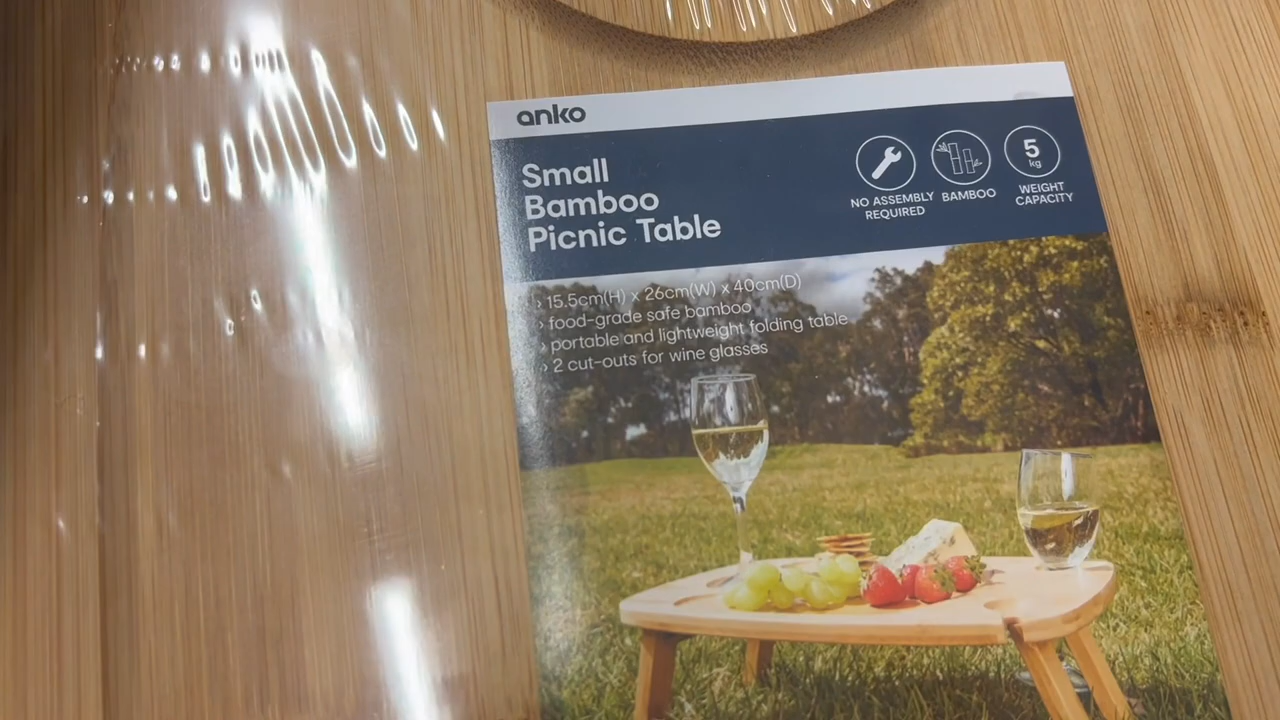 anko
Small
Bamboo
Picnic Table
NO ASSEMBLY
REQUIRED
BAMBOO
5
kg
WEIGHT
CAPACITY
› 15.5cm(H) x 26cm(W) x 40cm(D)
› food-grade safe bamboo
› portable and lightweight folding table
› 2 cut-outs for wine glasses